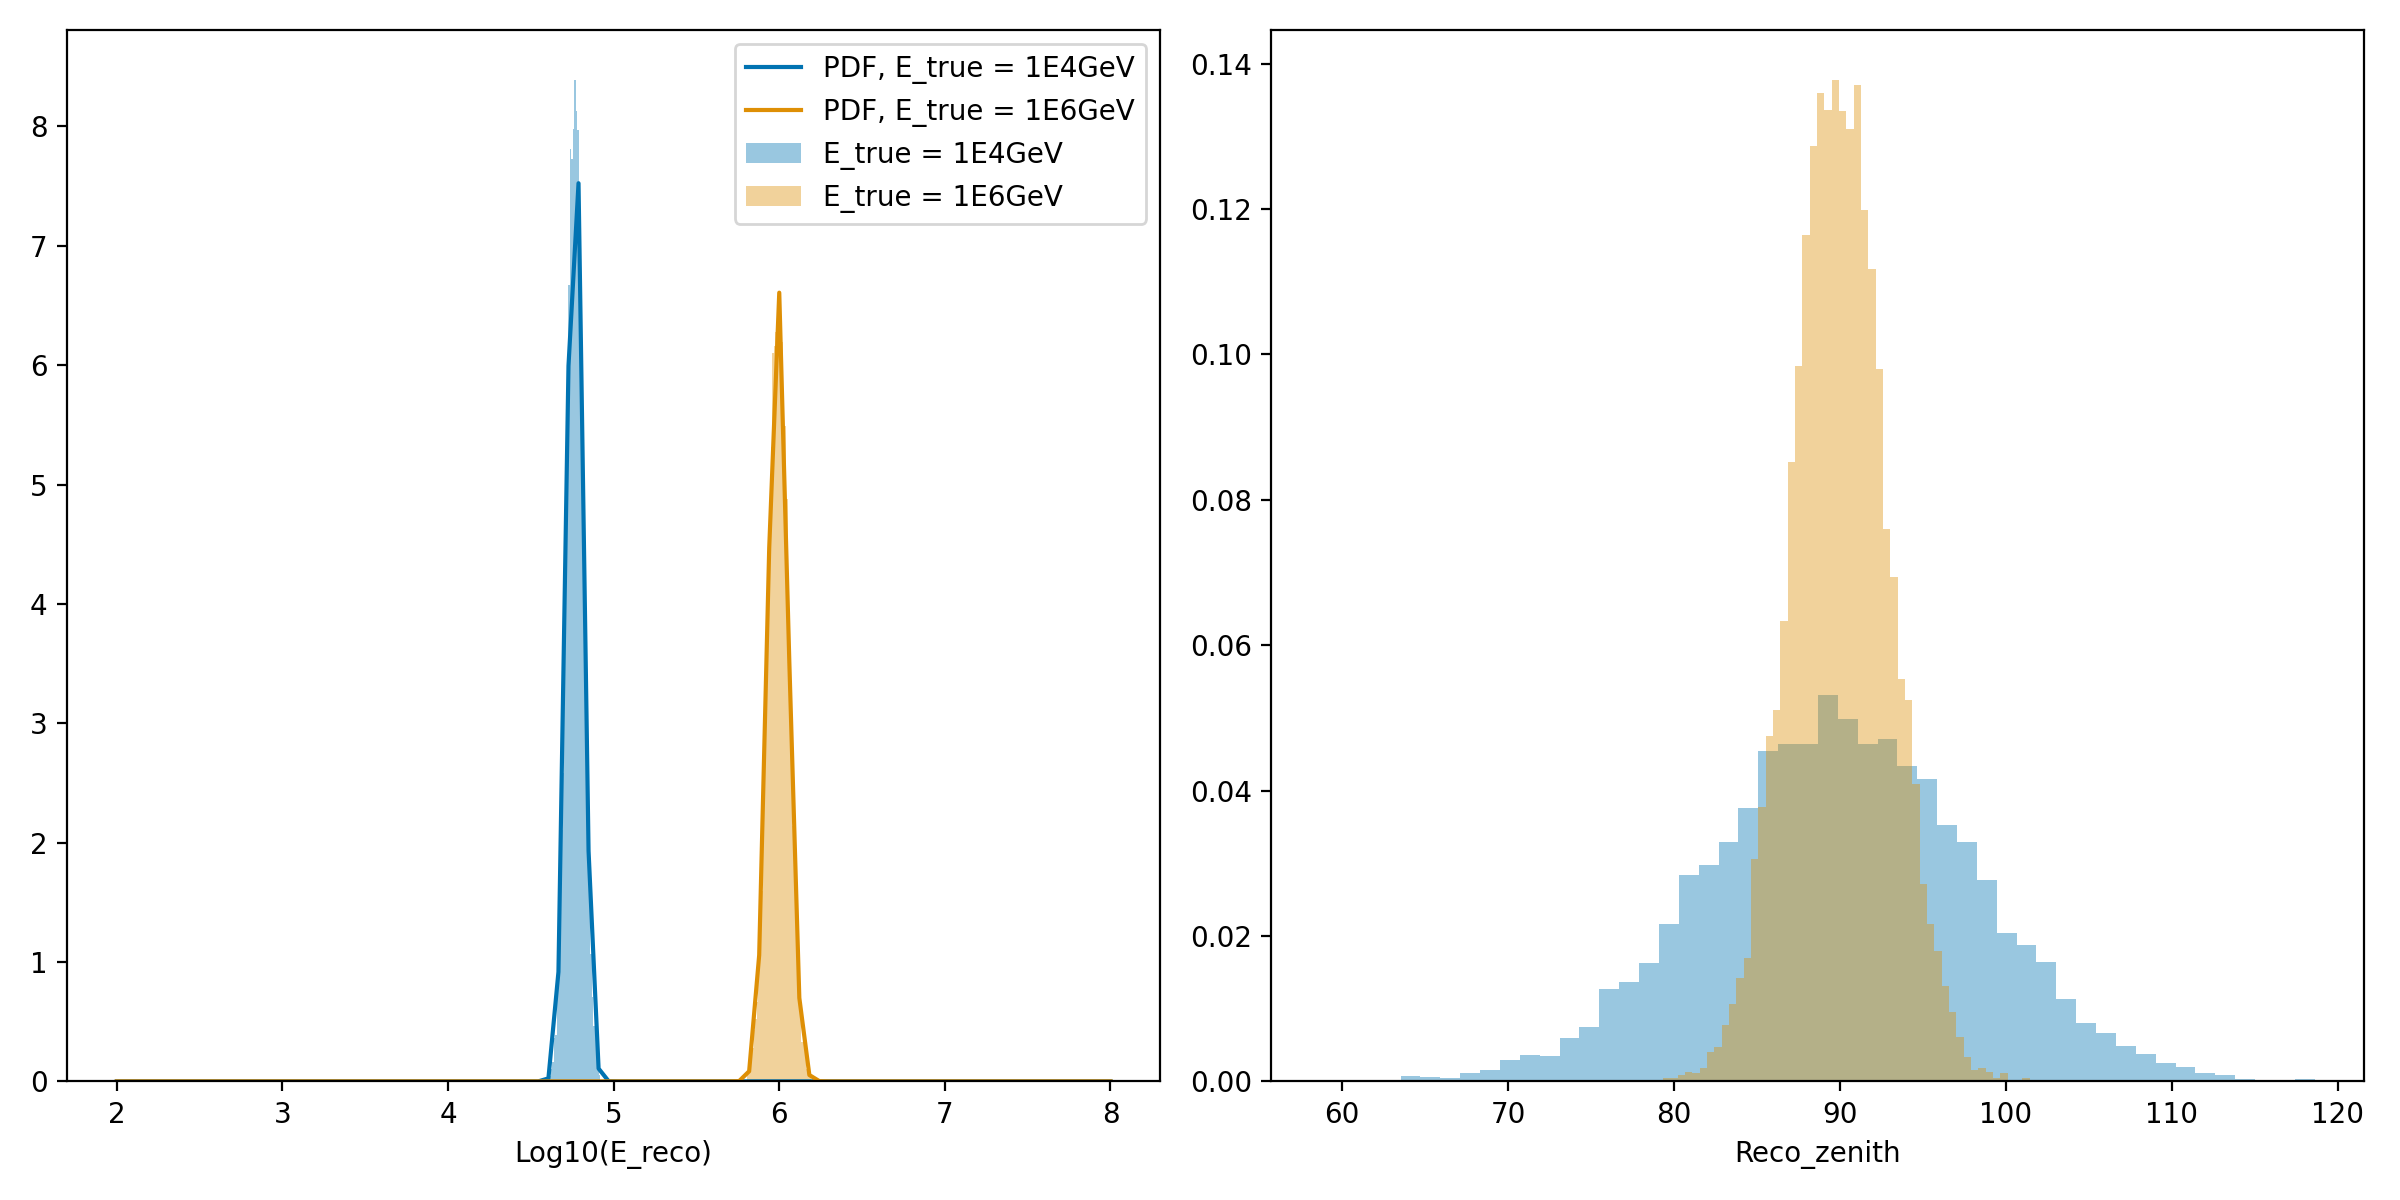 PDF, E_true = 1E4GeV
PDF, E_true = 1E6GeV
E_true = 1E4GeV
E_true = 1E6GeV
8
7
6
5
4
3
2
1
0
2 3 4 5 6 7 8
Log10(E_reco)
0.14
0.12
0.10
0.08
0.06
0.04
0.02
0.00
60 70 80 90 100 110 120
Reco_zenith